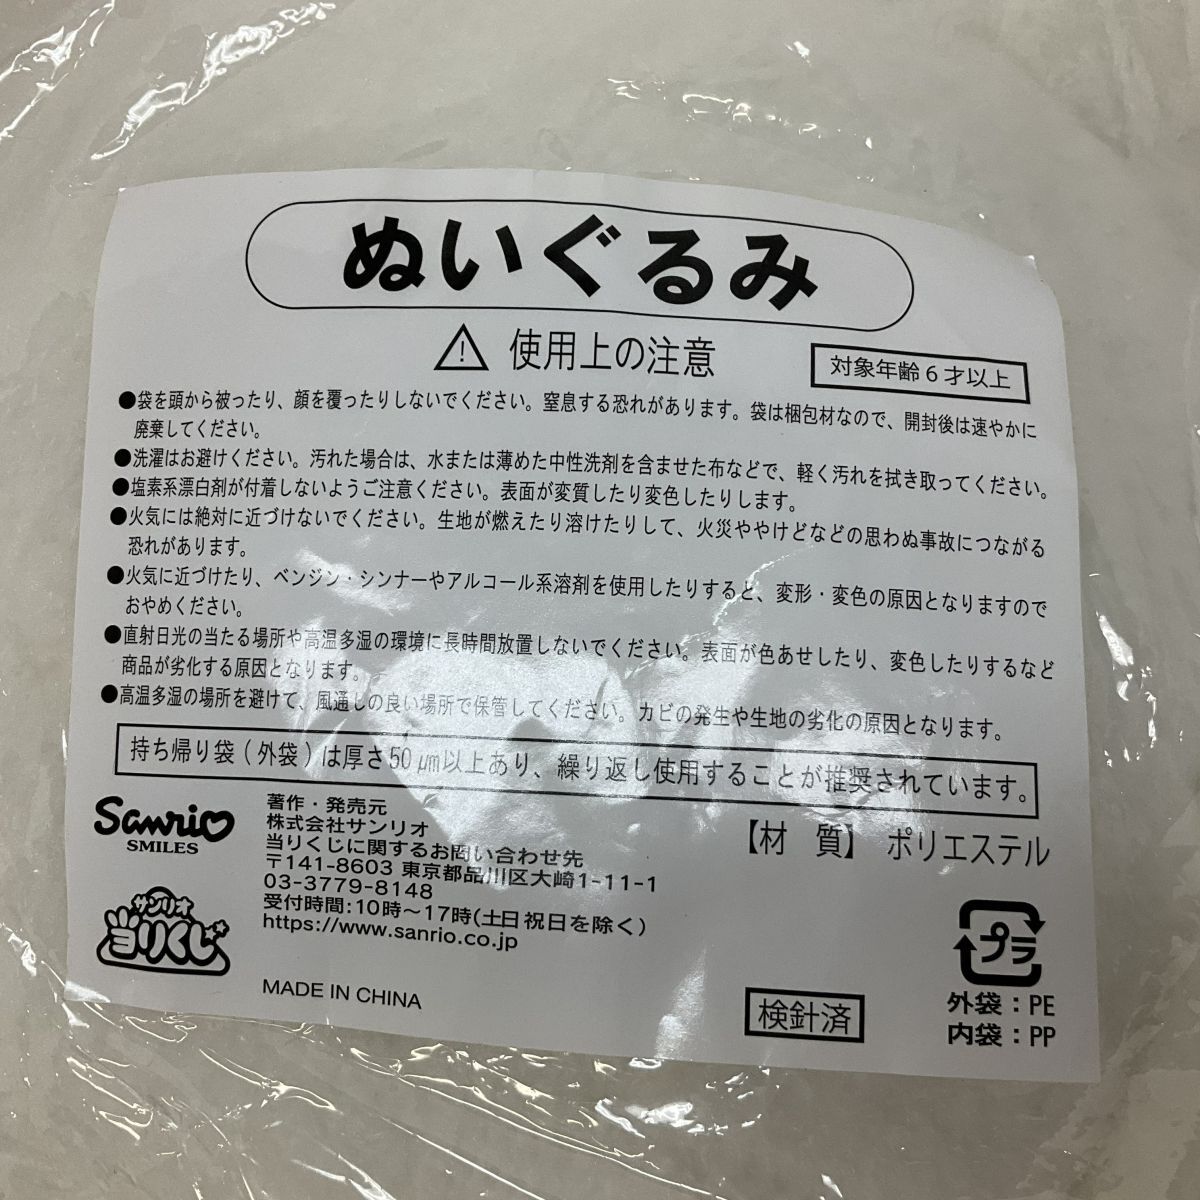 ぬいぐるみ
使用上の注意
対象年齢6才以上
●袋を頭から被ったり、顔を覆ったりしないでください。窒息する恐れがあります。袋は梱包材なので、開封後は速やかに
廃棄してください。
●洗濯はお避けください。汚れた場合は、水または薄めた中性洗剤を含ませた布などで、軽く汚れを拭き取ってください。
●塩素系漂白剤が付着しないようご注意ください。表面が変質したり変色したりします。
●火気には絶対に近づけないでください。生地が燃えたり溶けたりして、火災ややけどなどの思わぬ事故につながる
恐れがあります。
●火気に近づけたり、ベンジン・シンナーやアルコール系溶剤を使用したりすると、変形・変色の原因となりますので
おやめください。
●直射日光の当たる場所や高温多湿の環境に長時間放置しないでください。表面が色あせしたり、変色したりするなど
商品が劣化する原因となります。
●高温多湿の場所を避けて、風通しの良い場所で保管してください。カビの発生や生地の劣化の原因となります。
持ち帰り袋(外袋)は厚さ50㎛以上あり、繰り返し使用することが推奨されています。
Sanrio
SMILES
著作・発売元
株式会社サンリオ
当りくじに関するお問い合わせ先
〒141-8603 東京都品川区大崎1-11-1
03-3779-8148
受付時間:10時～17時(土日祝日を除く)
https://www.sanrio.co.jp
【材　質】　ポリエステル
サンリオ
当りくじ
MADE IN CHINA
検針済
プラ
外袋：PE
内袋：PP